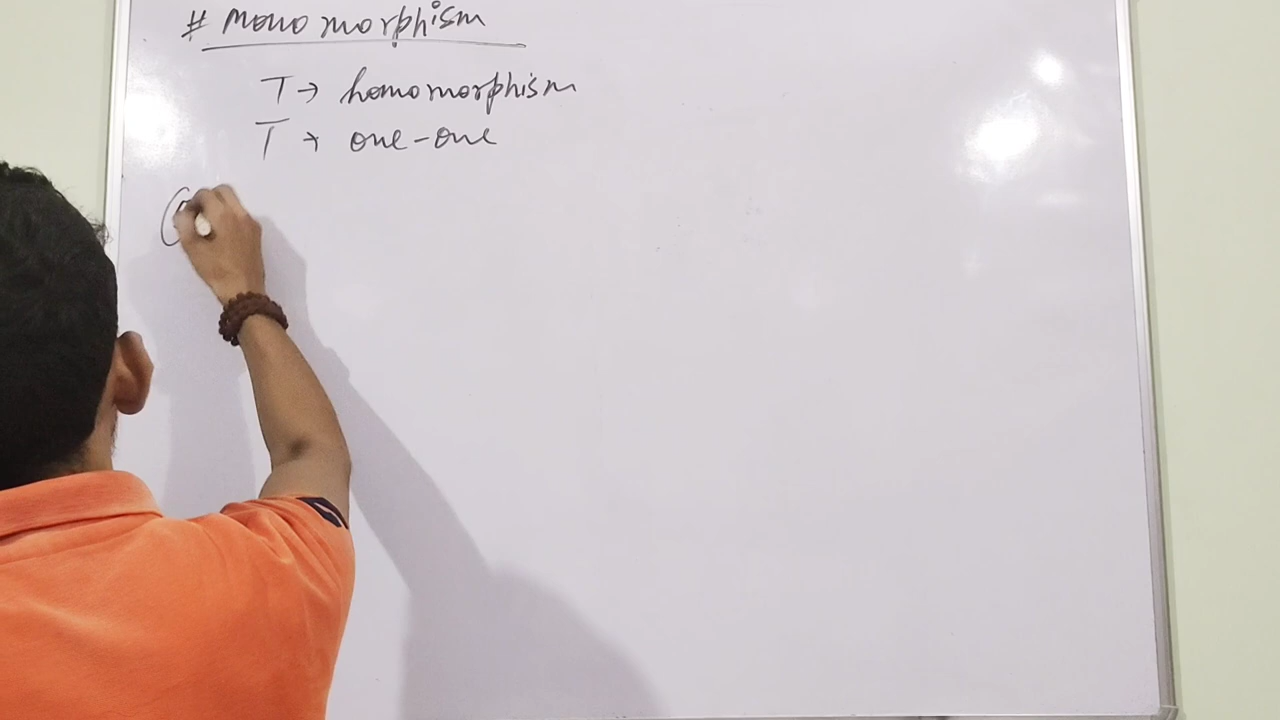 # Monomorphism
T → homomorphism
T → one-one
(